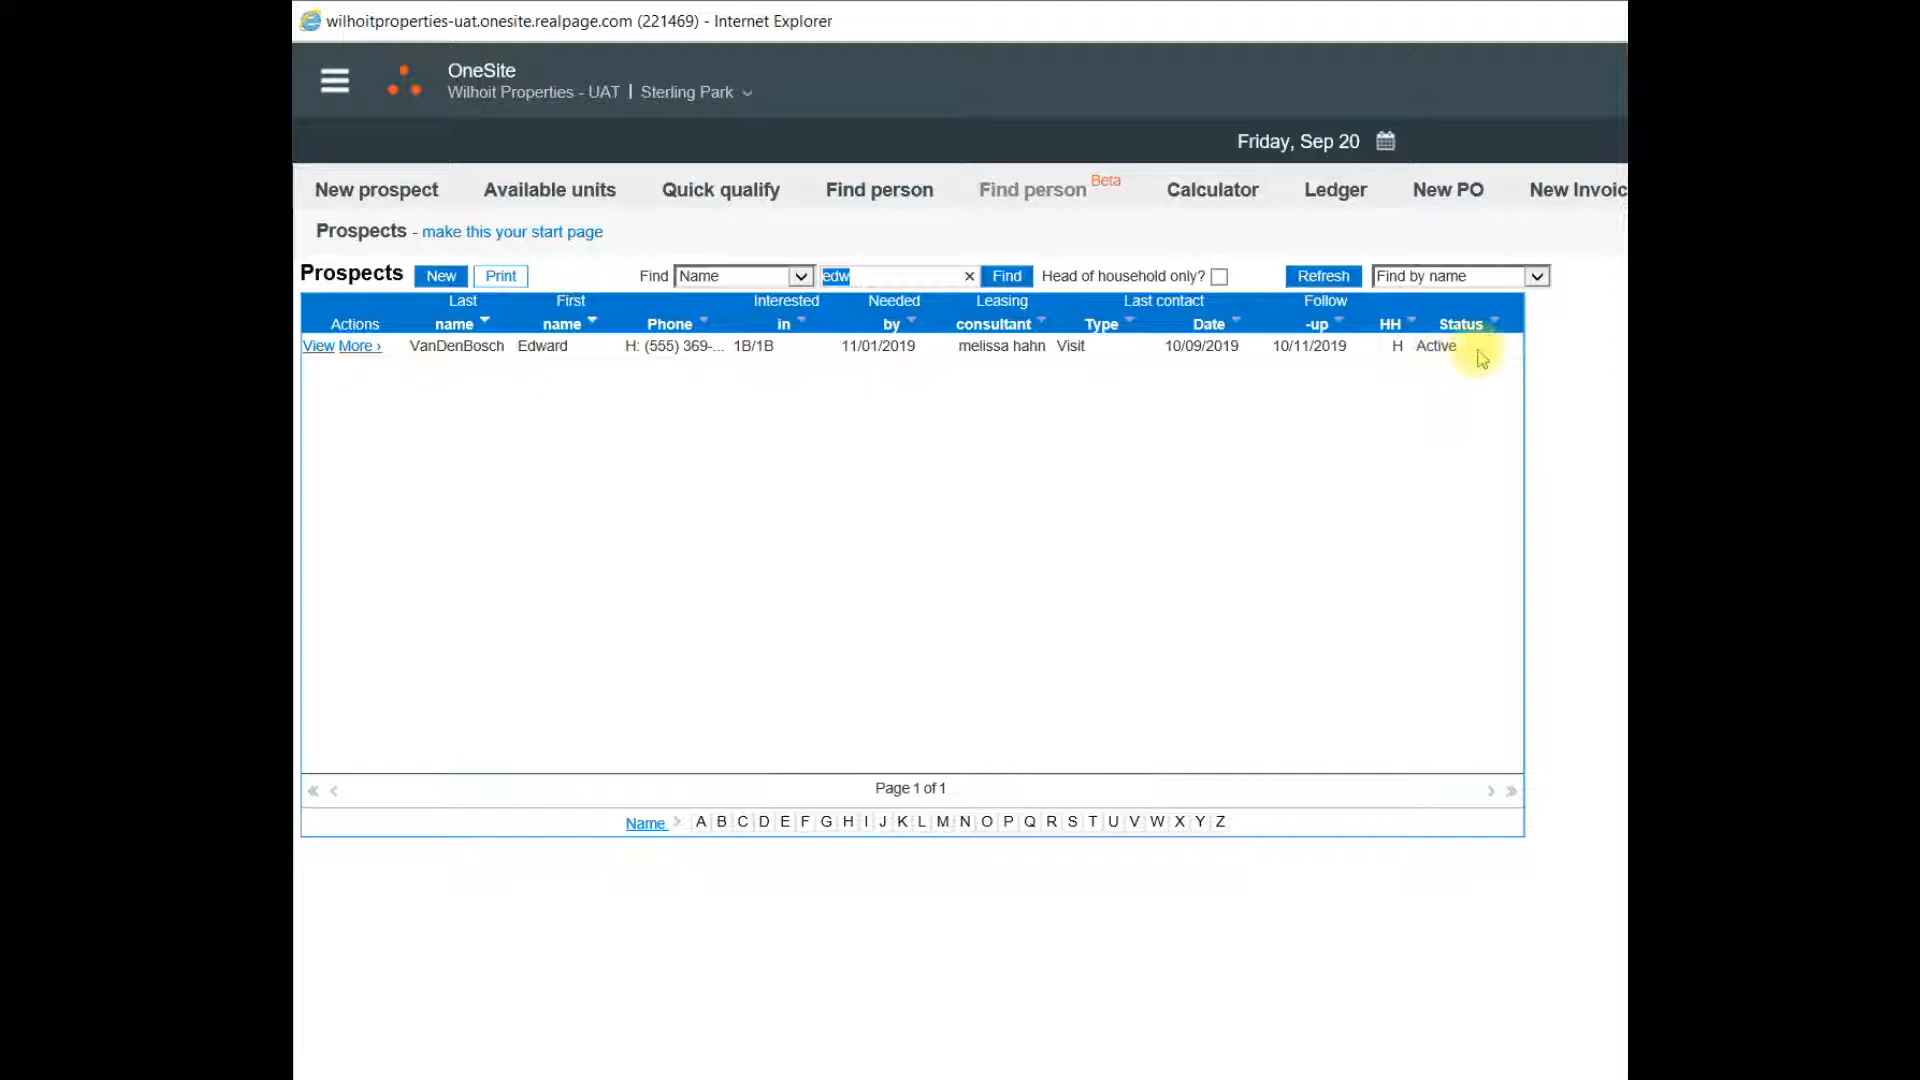 wilhoitproperties-uat.onesite.realpage.com (221469) - Internet Explorer
OneSite
Wilhoit Properties - UAT | Sterling Park
Friday, Sep 20
New prospect Available units Quick qualify Find person Find person Beta Calculator Ledger New PO New Invoic
Prospects - make this your start page
Prospects New Print Find Name edw × Find Head of household only? Refresh Find by name
Last First Interested Needed Leasing Last contact Follow
Actions name name Phone in by consultant Type Date -up HH Status
View More › VanDenBosch Edward H: (555) 369-... 1B/1B 11/01/2019 melissa hahn Visit 10/09/2019 10/11/2019 H Active
« ‹ Page 1 of 1 › »
Name > A B C D E F G H I J K L M N O P Q R S T U V W X Y Z